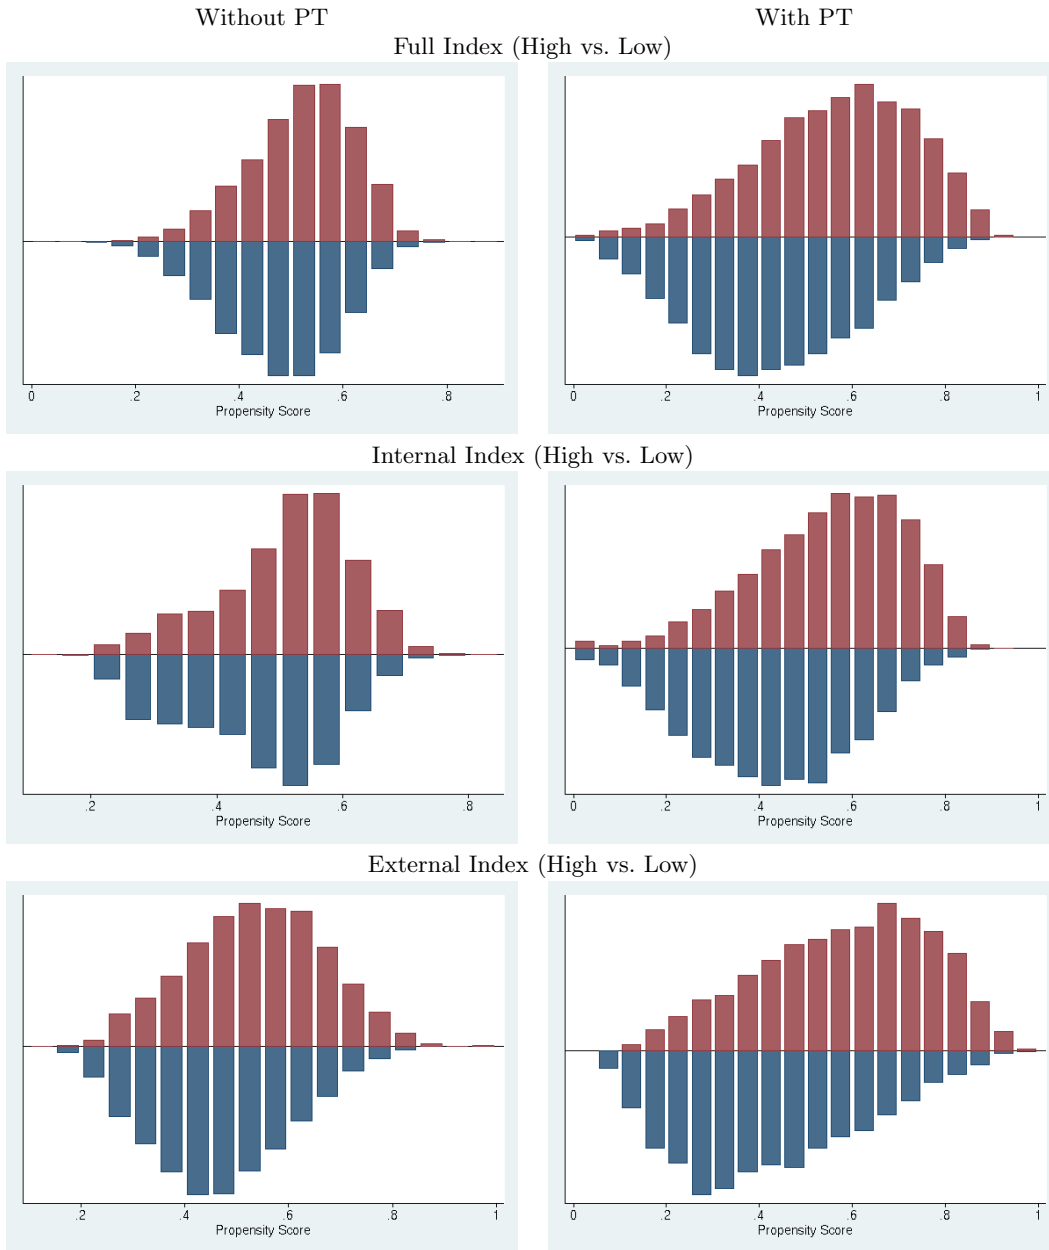 Without PT With PT
Full Index (High vs. Low)
0 .2 .4 .6 .8 0 .2 .4 .6 .8 1
Propensity Score Propensity Score
Internal Index (High vs. Low)
.2 .4 .6 .8 0 .2 .4 .6 .8 1
Propensity Score Propensity Score
External Index (High vs. Low)
.2 .4 .6 .8 1 0 .2 .4 .6 .8 1
Propensity Score Propensity Score